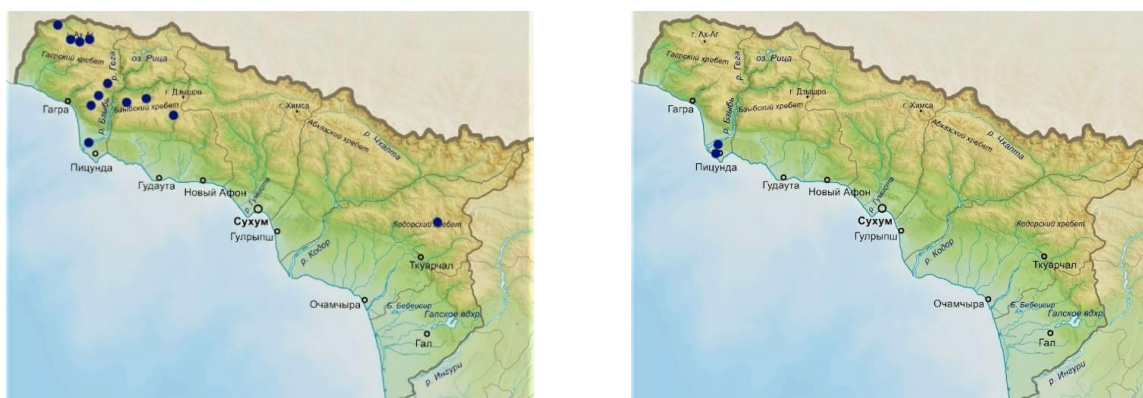 г. Ах-Аг
Гагрский хребет
р. Гега
оз. Рица
г. Дзышра
Гагра
р. Бзыбь
Бзыбский хребет
г. Химса
Абхазский хребет
р. Чхалта
Пицунда
Гудаута
Новый Афон
р. Гумиста
Сухум
Гулрыпш
Кодорский хребет
р. Кодор
Ткуарчал
Очамчыра
Галское вдхр.
Гал
р. Ингури
г. Ах-Аг
Гагрский хребет
р. Гега
оз. Рица
г. Дзышра
Гагра
р. Бзыбь
Бзыбский хребет
г. Химса
Абхазский хребет
р. Чхалта
Пицунда
Гудаута
Новый Афон
р. Гумиста
Сухум
Гулрыпш
Кодорский хребет
р. Кодор
Ткуарчал
Очамчыра
Галское вдхр.
Гал
р. Ингури